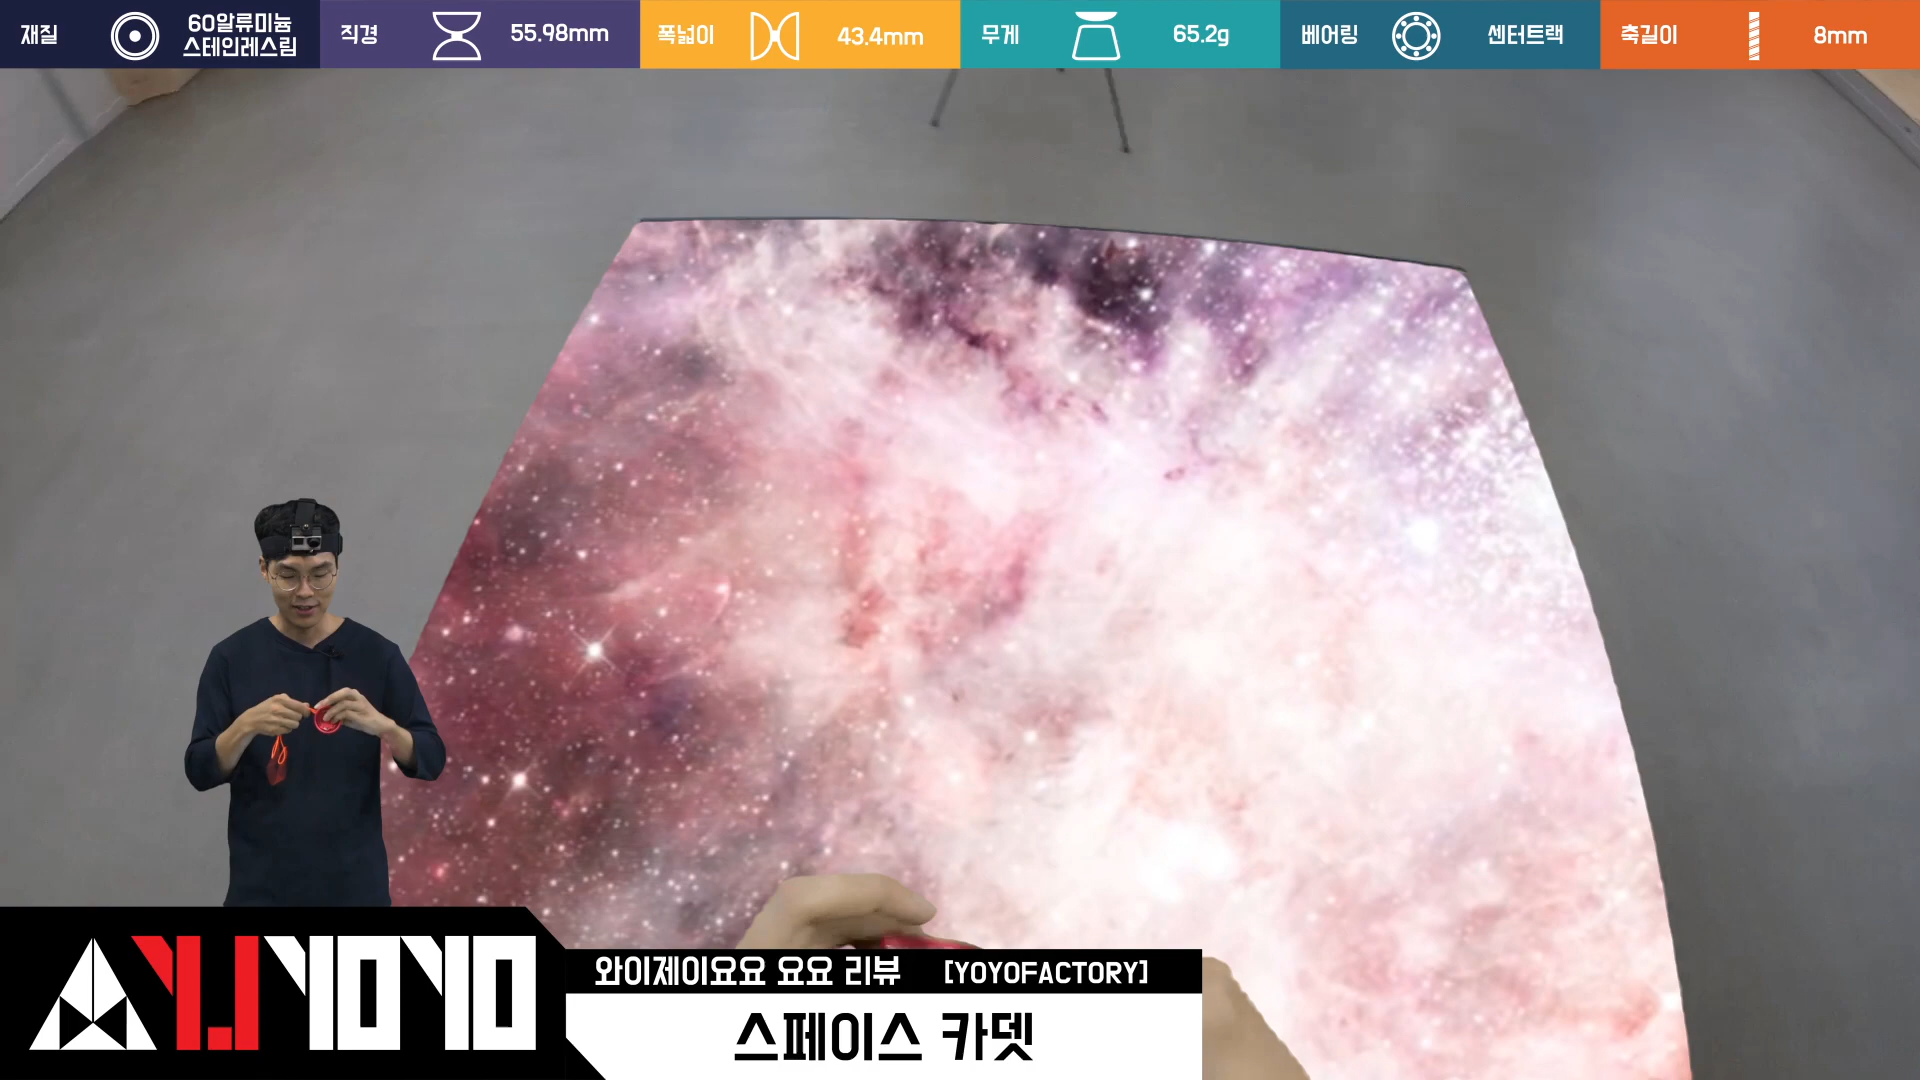 재질
60알류미늄
스테인레스림
직경
55.98mm
폭넓이
43.4mm
무게
65.2g
베어링
센터트랙
축길이
8mm
YJYOYO
와이제이요요 요요 리뷰 [YOYOFACTORY]
스페이스 카뎃